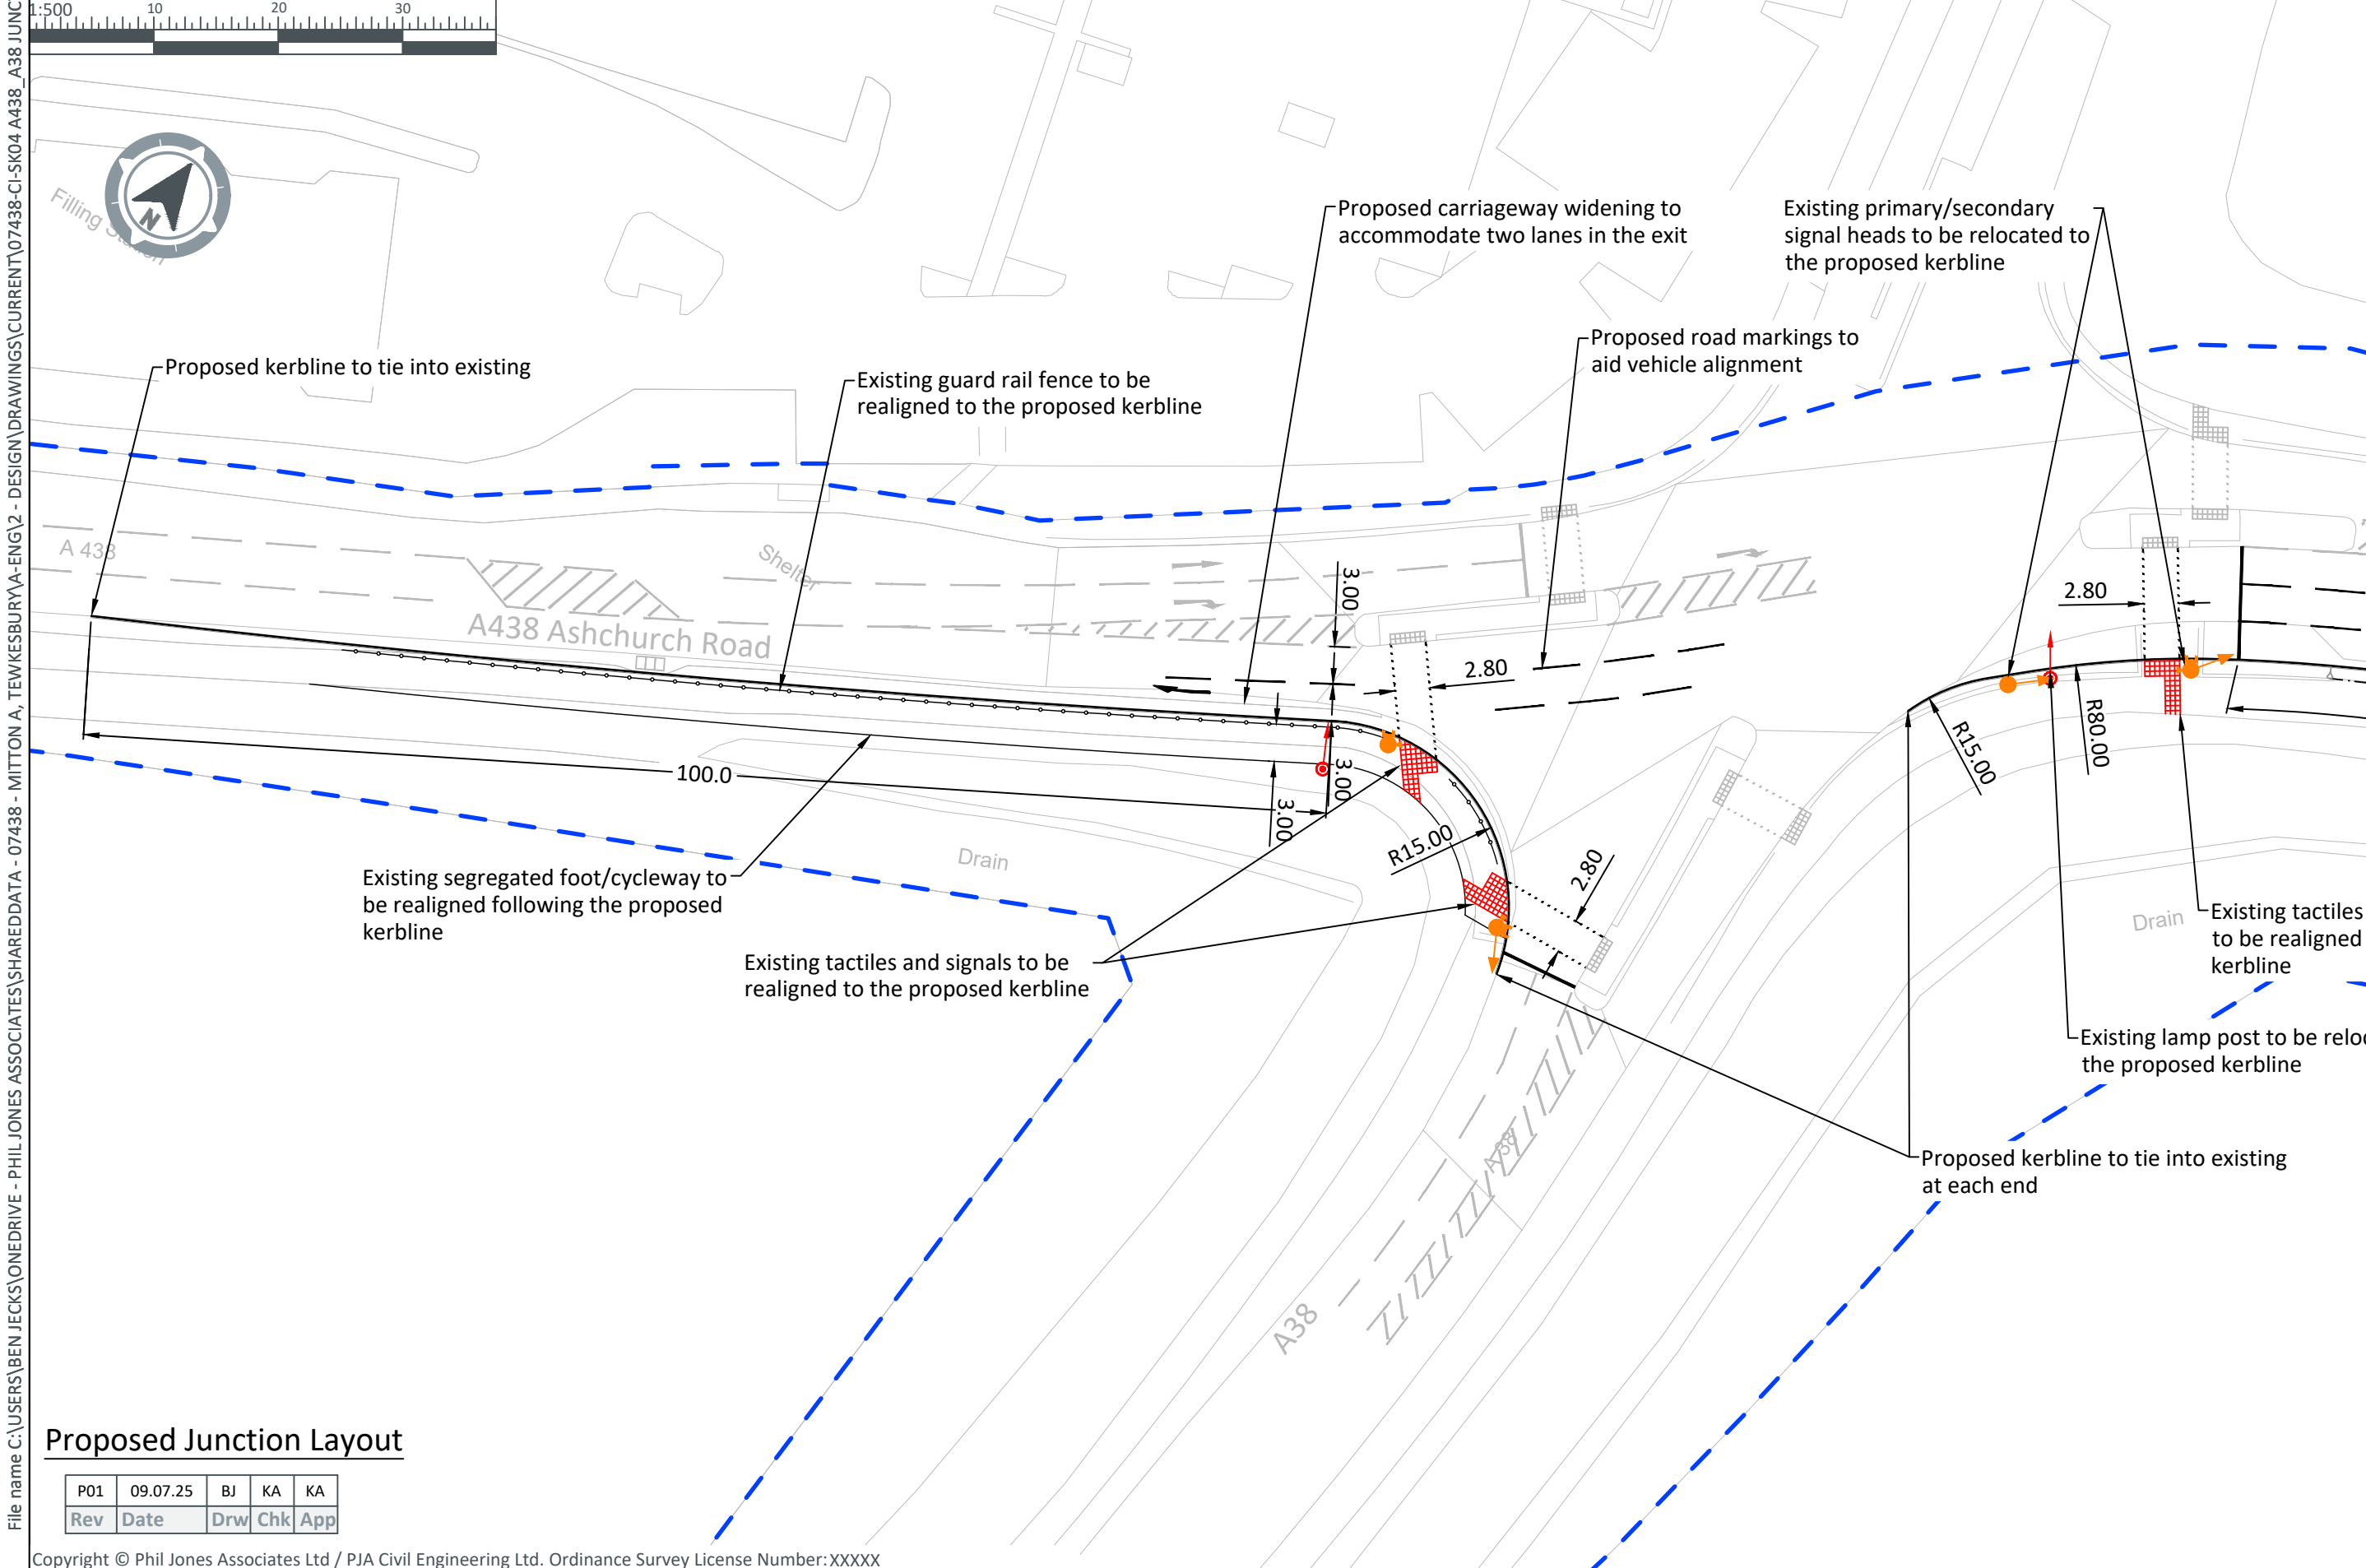 1:500
10
20
30
File name C:\USERS\BEN JECKS\ONEDRIVE - PHIL JONES ASSOCIATES\SHAREDDATA - 07438 - MITTON A, TEWKESBURY\A-ENG\2 - DESIGN\DRAWINGS\CURRENT\07438-CI-SK04 A438_A38 JUNC
N
Filling Station
Proposed carriageway widening to
accommodate two lanes in the exit
Existing primary/secondary
signal heads to be relocated to
the proposed kerbline
Proposed road markings to
aid vehicle alignment
Proposed kerbline to tie into existing
Existing guard rail fence to be
realigned to the proposed kerbline
A 438
Shelter
A438 Ashchurch Road
3.00
2.80
2.80
100.0
3.00
3.00
R15.00
2.80
R15.00
R80.00
Drain
Existing segregated foot/cycleway to
be realigned following the proposed
kerbline
Existing tactiles and signals to be
realigned to the proposed kerbline
Drain
Existing tactiles
to be realigned
kerbline
Existing lamp post to be relo
the proposed kerbline
A38
Proposed kerbline to tie into existing
at each end
A38
Proposed Junction Layout
P01 09.07.25 BJ KA KA
Rev Date Drw Chk App
Copyright © Phil Jones Associates Ltd / PJA Civil Engineering Ltd. Ordinance Survey License Number: XXXXX